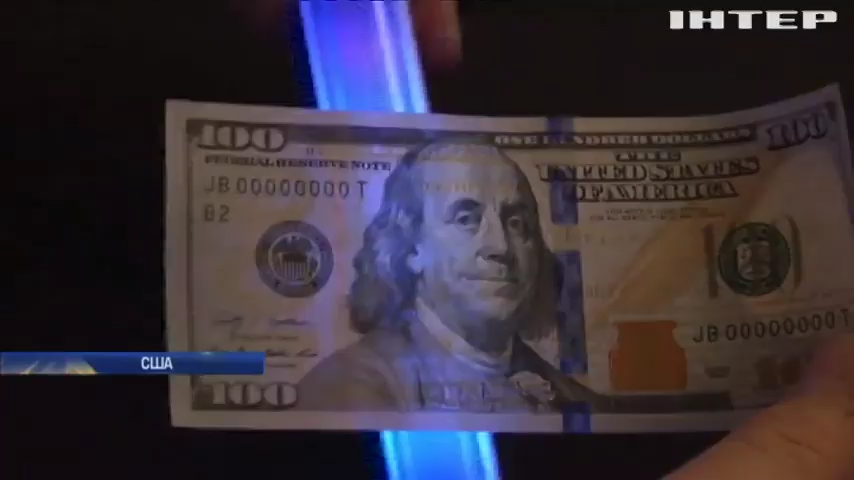 ІНТЕР
100
ONE HUNDRED DOLLARS
100
FEDERAL RESERVE NOTE
THE
UNITED STATES
OF AMERICA
JB 00000000 T
B2
JB 00000000 T
США
100